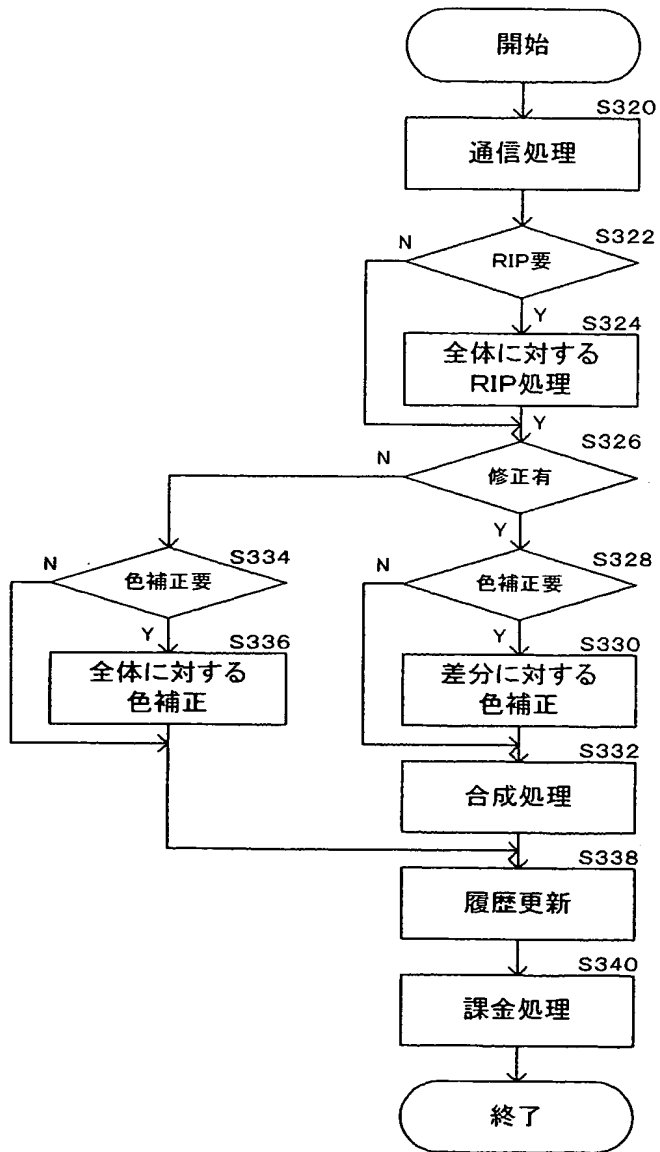 開始
S320
通信処理
S322
N
RIP要
Y
S324
全体に対する
RIP処理
Y
S326
N
修正有
Y
S334
N
色補正要
Y
S336
全体に対する
色補正
S328
N
色補正要
Y
S330
差分に対する
色補正
S332
合成処理
S338
履歴更新
S340
課金処理
終了